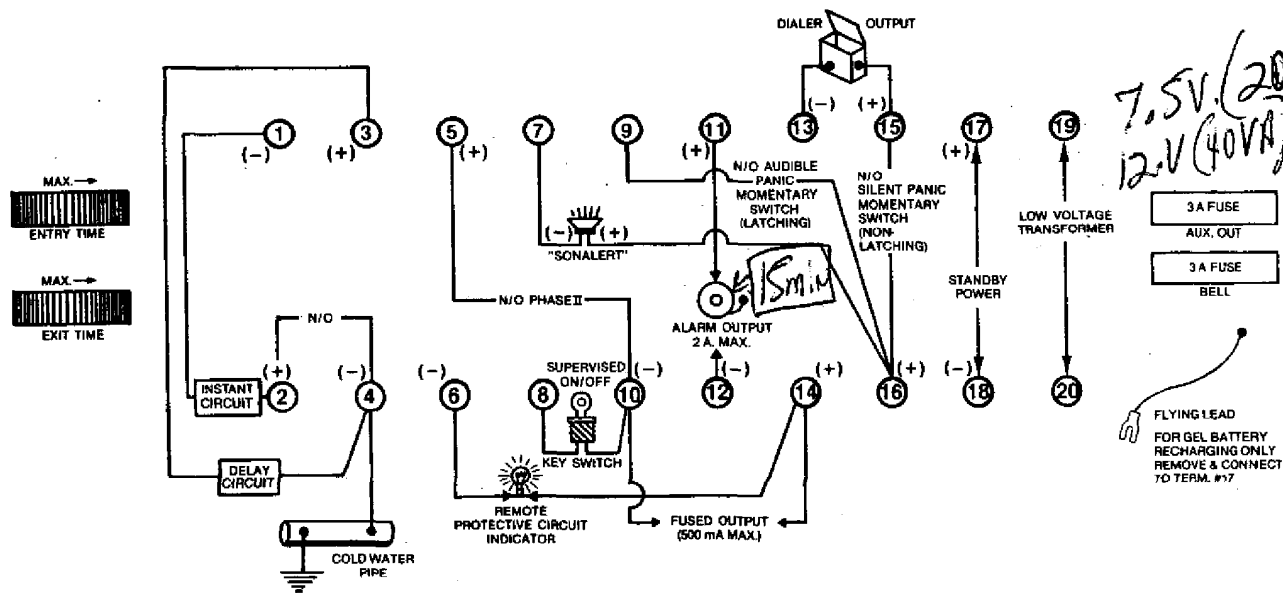 DIALER OUTPUT
(-) (+)
1 3 5 7 9 11 13 15 17 19
(-) (+) (+) (+) (+)
7.5V.
12.V (40VA)
MAX. →
ENTRY TIME
MAX. →
EXIT TIME
N/O AUDIBLE
PANIC
MOMENTARY
SWITCH
(LATCHING)
N/O
SILENT PANIC
MOMENTARY
SWITCH
(NON-
LATCHING)
(-) (+)
"SONALERT"
LOW VOLTAGE
TRANSFORMER
3 A FUSE
AUX. OUT
3 A FUSE
BELL
STANDBY
POWER
N/O PHASE II
15min
ALARM OUTPUT
2 A. MAX.
N/O
(+) (-) (-) (-) (-) (+) (+) (-)
SUPERVISED
ON/OFF
INSTANT
CIRCUIT
2 4 6 8 10 12 14 16 18 20
KEY SWITCH
FLYING LEAD
FOR GEL BATTERY
RECHARGING ONLY
REMOVE & CONNECT
TO TERM. #17
DELAY
CIRCUIT
REMOTE
PROTECTIVE CIRCUIT
INDICATOR
FUSED OUTPUT
(500 mA MAX.)
COLD WATER
PIPE